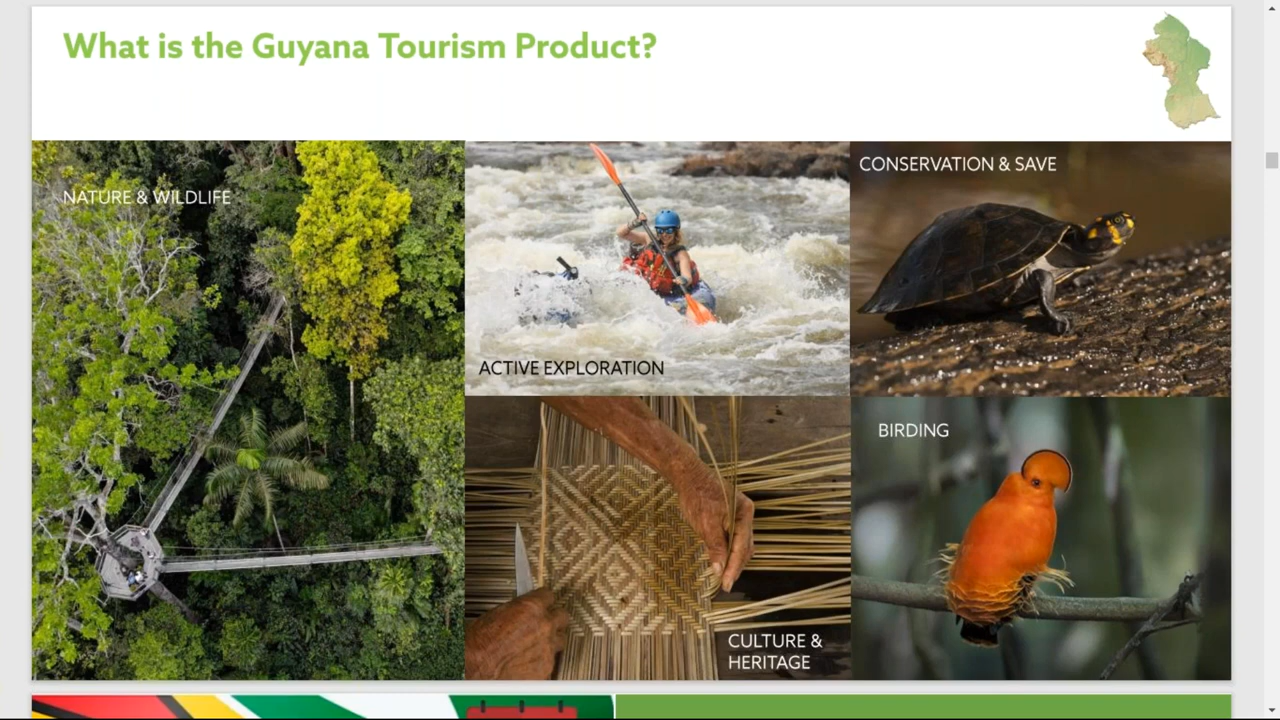 What is the Guyana Tourism Product?
NATURE & WILDLIFE
ACTIVE EXPLORATION
CONSERVATION & SAVE
CULTURE &
HERITAGE
BIRDING